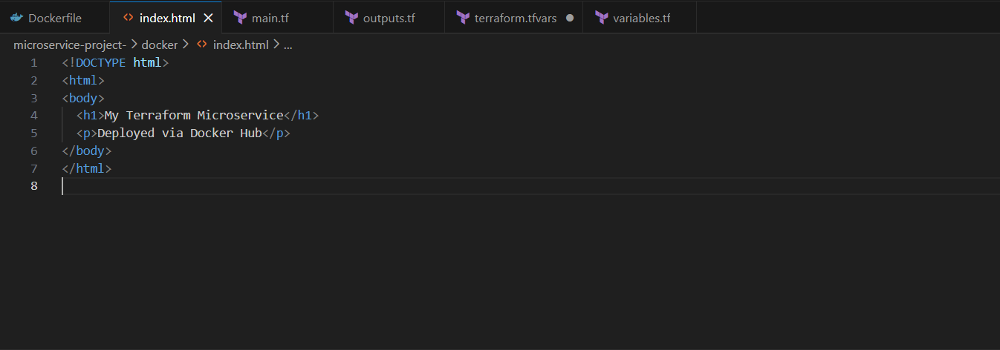 Dockerfile index.html main.tf outputs.tf terraform.tfvars variables.tf
microservice-project- > docker > <> index.html > ...
1 <!DOCTYPE html>
2 <html>
3 <body>
4 <h1>My Terraform Microservice</h1>
5 <p>Deployed via Docker Hub</p>
6 </body>
7 </html>
8